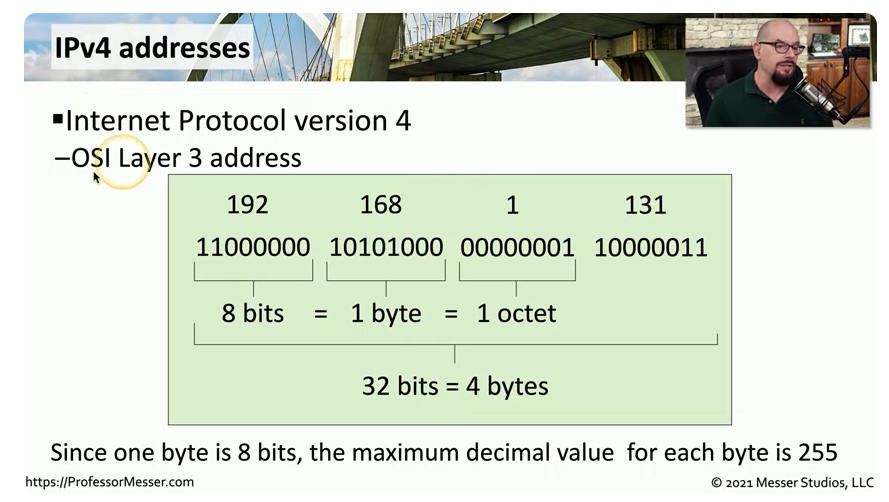 IPv4 addresses
▪Internet Protocol version 4
–OSI Layer 3 address
192 168 1 131
11000000 10101000 00000001 10000011
8 bits = 1 byte = 1 octet
32 bits = 4 bytes
Since one byte is 8 bits, the maximum decimal value for each byte is 255
https://ProfessorMesser.com
© 2021 Messer Studios, LLC